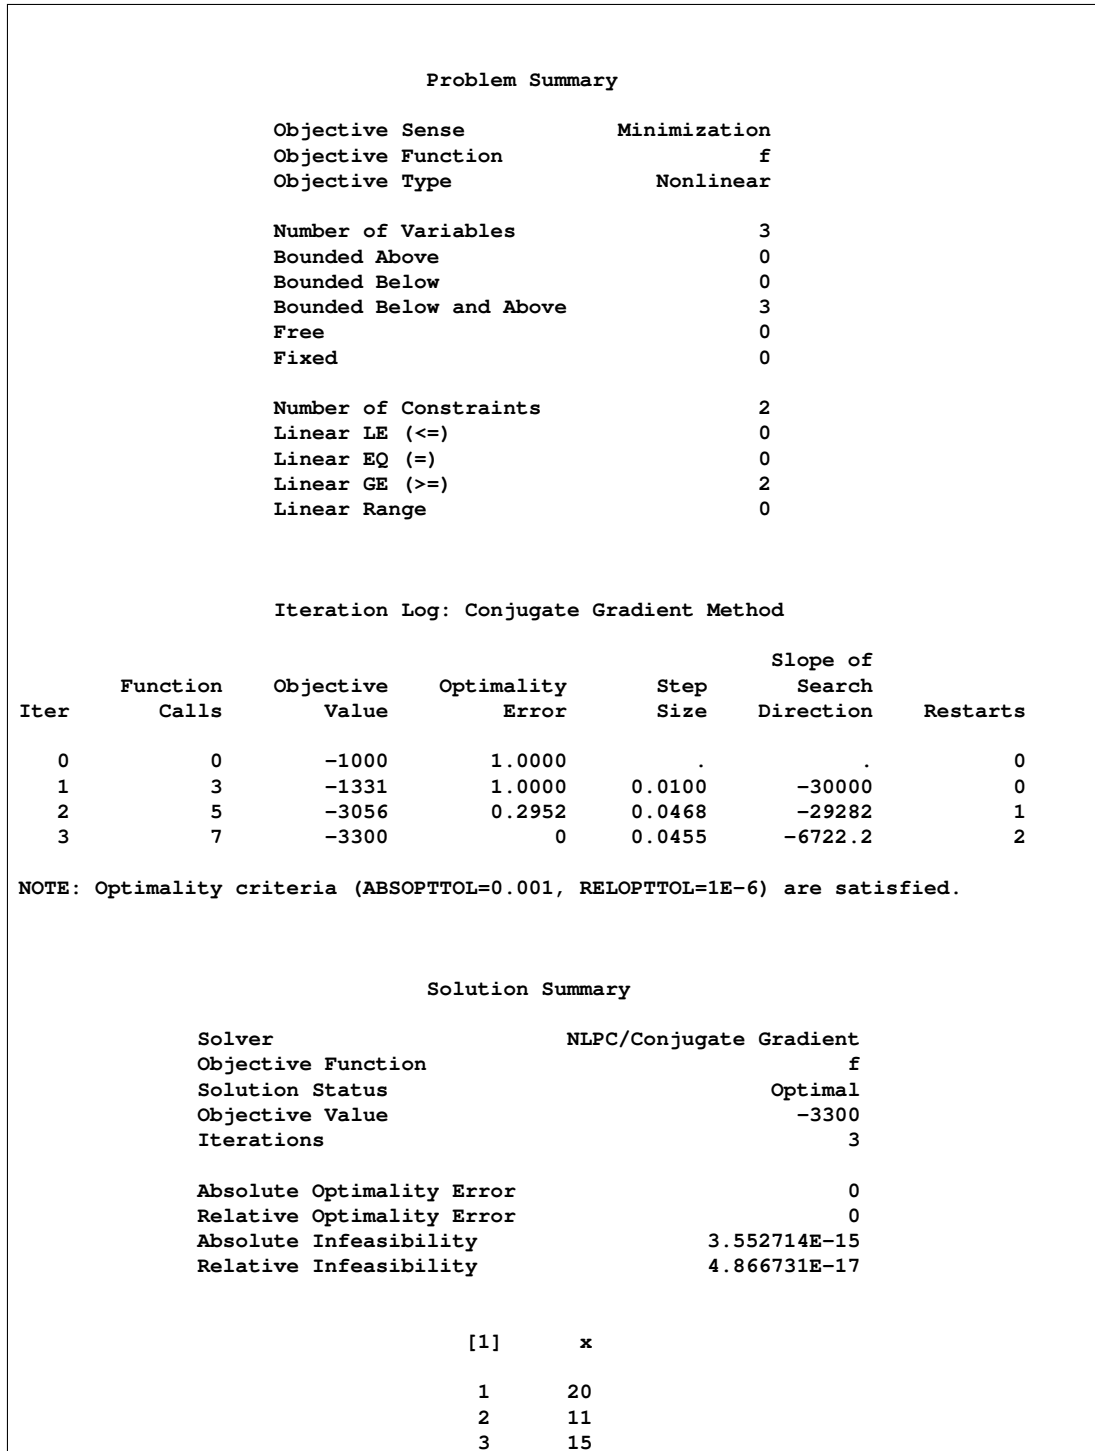 Problem Summary
Objective Sense Minimization
Objective Function f
Objective Type Nonlinear
Number of Variables 3
Bounded Above 0
Bounded Below 0
Bounded Below and Above 3
Free 0
Fixed 0
Number of Constraints 2
Linear LE (<=) 0
Linear EQ (=) 0
Linear GE (>=) 2
Linear Range 0
Iteration Log: Conjugate Gradient Method
Slope of
Function Objective Optimality Step Search
Iter Calls Value Error Size Direction Restarts
0 0 -1000 1.0000 . . 0
1 3 -1331 1.0000 0.0100 -30000 0
2 5 -3056 0.2952 0.0468 -29282 1
3 7 -3300 0 0.0455 -6722.2 2
NOTE: Optimality criteria (ABSOPTTOL=0.001, RELOPTTOL=1E-6) are satisfied.
Solution Summary
Solver NLPC/Conjugate Gradient
Objective Function f
Solution Status Optimal
Objective Value -3300
Iterations 3
Absolute Optimality Error 0
Relative Optimality Error 0
Absolute Infeasibility 3.552714E-15
Relative Infeasibility 4.866731E-17
[1] x
1 20
2 11
3 15